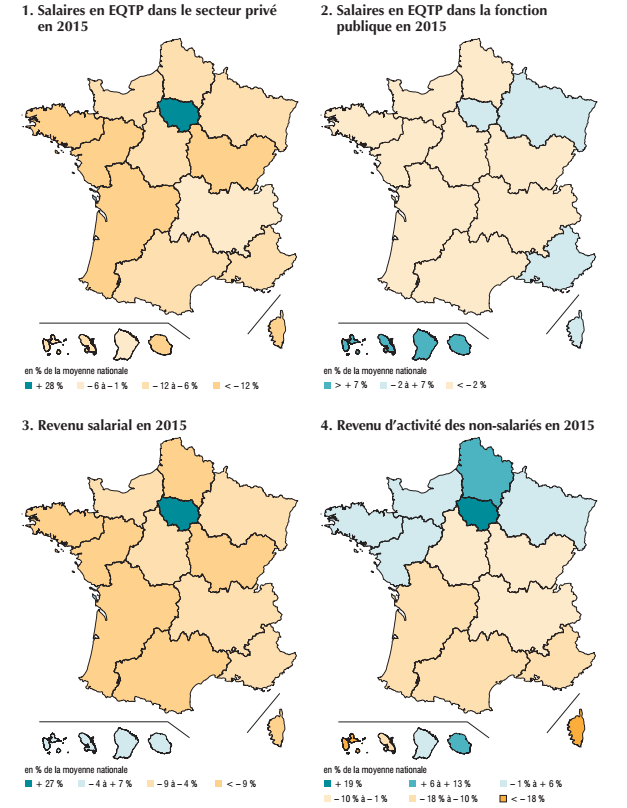 1. Salaires en EQTP dans le secteur privé
en 2015
en % de la moyenne nationale
+ 28 % – 6 à – 1 % – 12 à – 6 % < – 12 %
2. Salaires en EQTP dans la fonction
publique en 2015
en % de la moyenne nationale
> + 7 % – 2 à + 7 % < – 2 %
3. Revenu salarial en 2015
en % de la moyenne nationale
+ 27 % – 4 à + 7 % – 9 à – 4 % < – 9 %
4. Revenu d’activité des non-salariés en 2015
en % de la moyenne nationale
+ 19 % + 6 à + 13 % – 1 % à + 6 %
– 10 % à – 1 % – 18 % à – 10 % < – 18 %